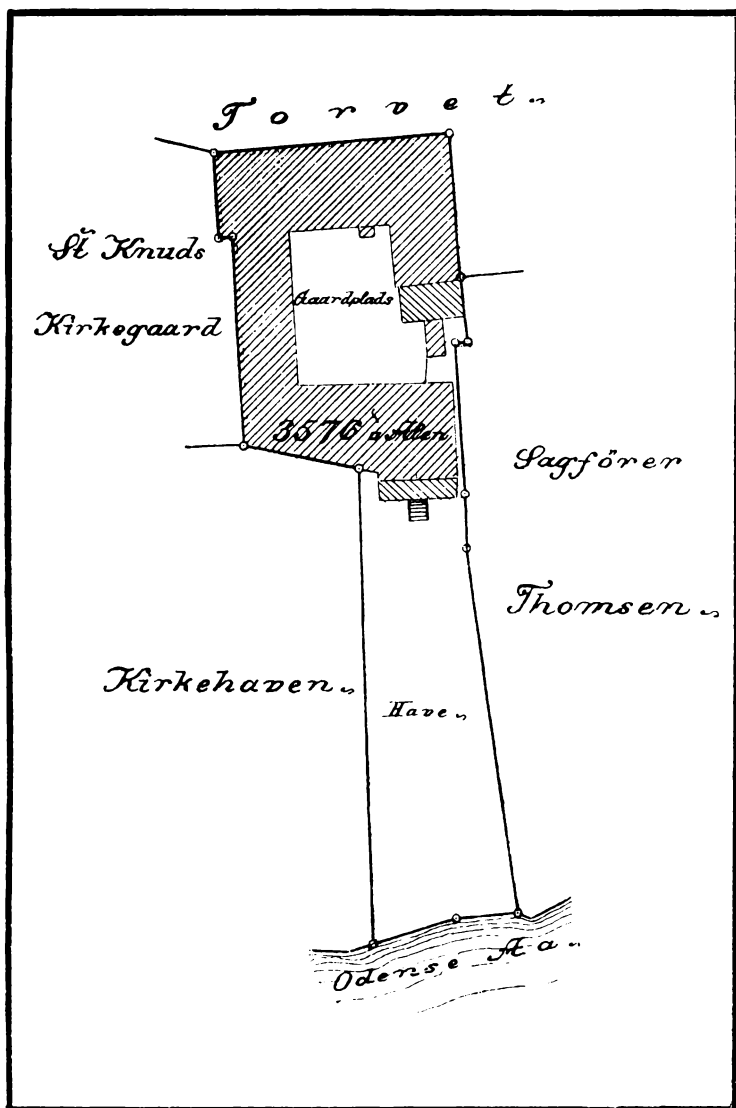 Torvet
St Knuds
Kirkegaard
Gaardplads
3576 □ Alen
Sagförer
Thomsen
Kirkehaven
Have
Odense Aa